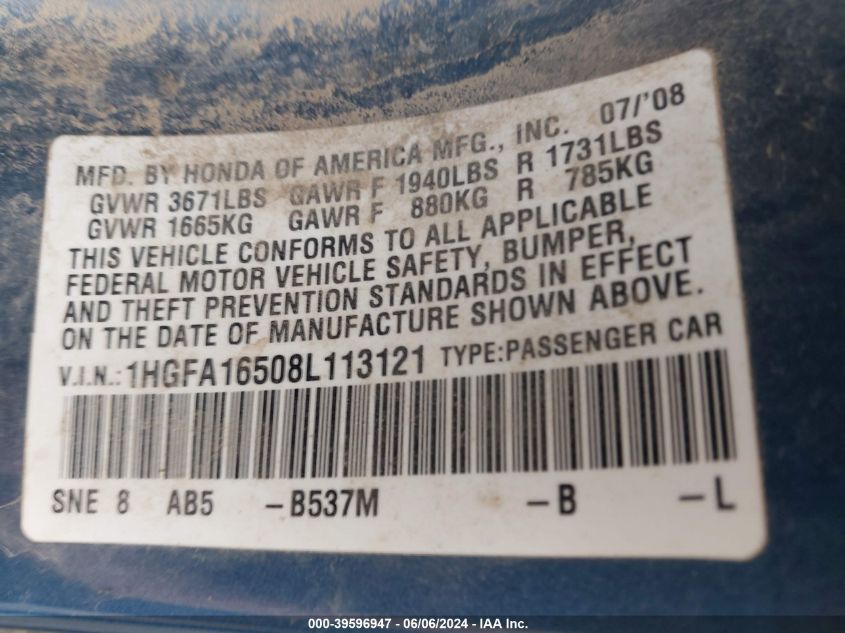 MFD. BY HONDA OF AMERICA MFG., INC. 07/'08
GVWR 3671LBS GAWR F 1940LBS R 1731LBS
GVWR 1665KG GAWR F 880KG R 785KG
THIS VEHICLE CONFORMS TO ALL APPLICABLE
FEDERAL MOTOR VEHICLE SAFETY, BUMPER,
AND THEFT PREVENTION STANDARDS IN EFFECT
ON THE DATE OF MANUFACTURE SHOWN ABOVE.
V.I.N.: 1HGFA16508L113121 TYPE:PASSENGER CAR
SNE 8 AB5 -B537M -B -L
000-39596947 - 06/06/2024 - IAA Inc.